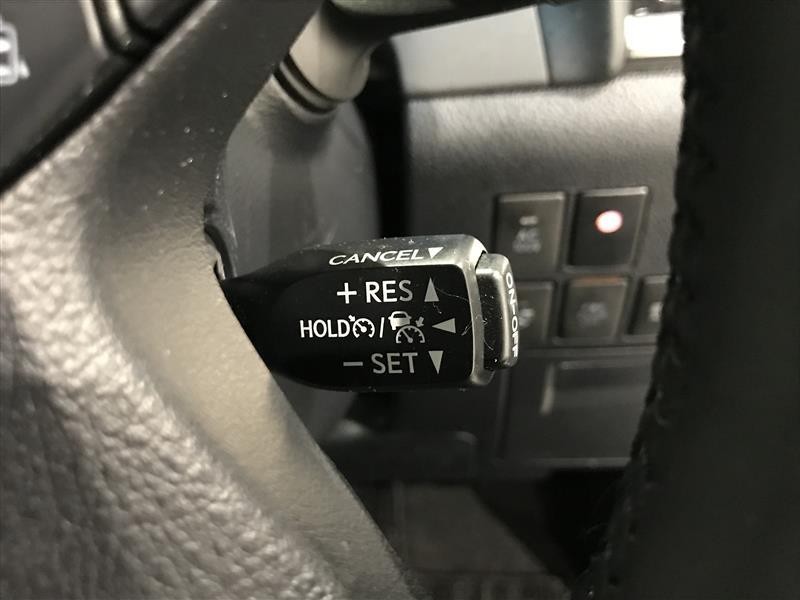 CANCEL▼
+ RES ▲
HOLD / ◀
− SET ▼
ON-OFF